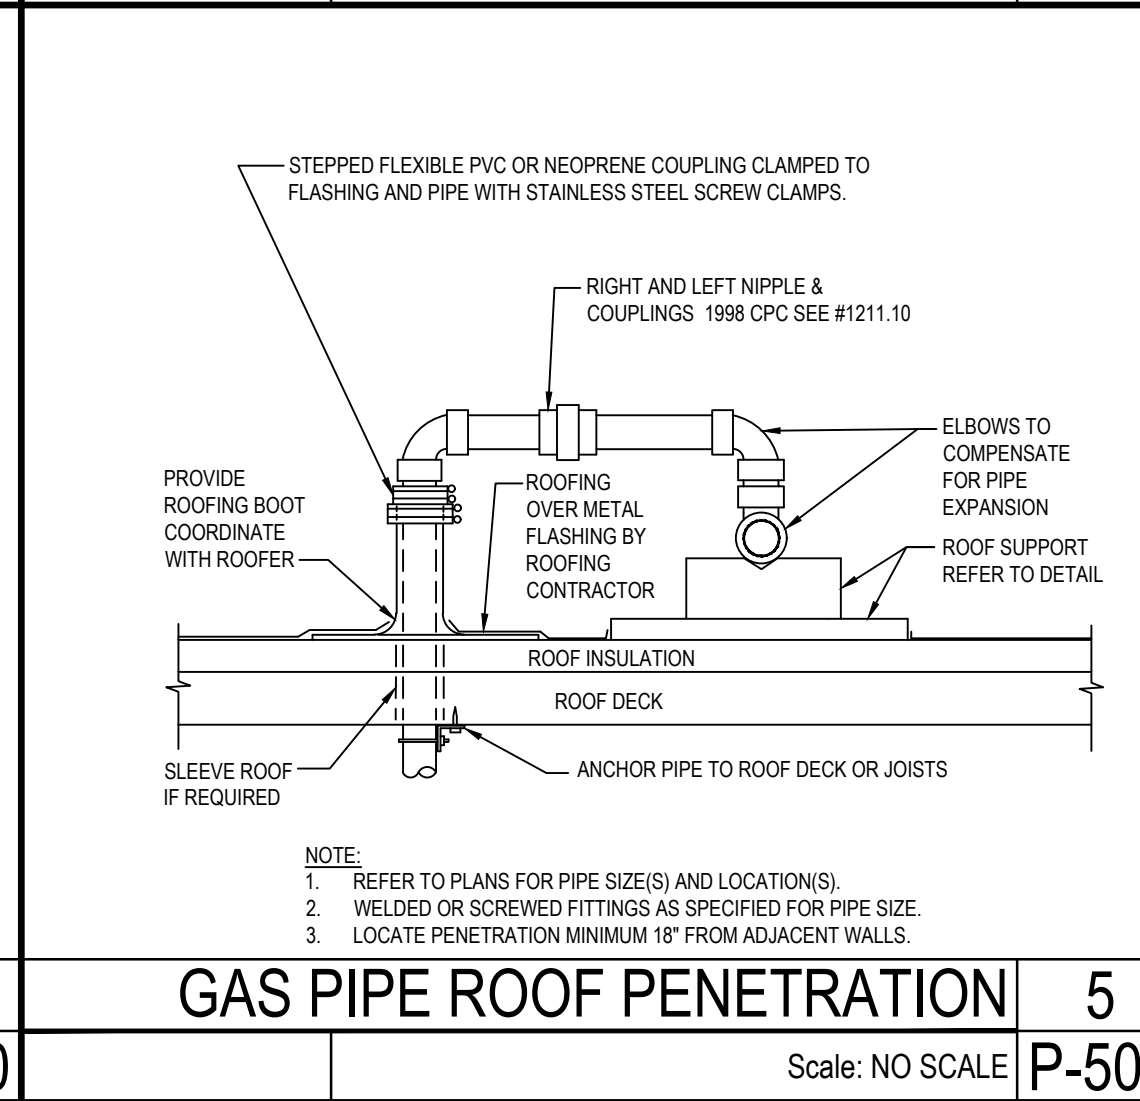 STEPPED FLEXIBLE PVC OR NEOPRENE COUPLING CLAMPED TO
FLASHING AND PIPE WITH STAINLESS STEEL SCREW CLAMPS.
RIGHT AND LEFT NIPPLE &
COUPLINGS 1998 CPC SEE #1211.10
ELBOWS TO
COMPENSATE
FOR PIPE
EXPANSION
PROVIDE
ROOFING BOOT
COORDINATE
WITH ROOFER
ROOFING
OVER METAL
FLASHING BY
ROOFING
CONTRACTOR
ROOF SUPPORT
REFER TO DETAIL
ROOF INSULATION
ROOF DECK
SLEEVE ROOF
IF REQUIRED
ANCHOR PIPE TO ROOF DECK OR JOISTS
NOTE:
1. REFER TO PLANS FOR PIPE SIZE(S) AND LOCATION(S).
2. WELDED OR SCREWED FITTINGS AS SPECIFIED FOR PIPE SIZE.
3. LOCATE PENETRATION MINIMUM 18" FROM ADJACENT WALLS.
GAS PIPE ROOF PENETRATION
5
0
Scale: NO SCALE
P-50